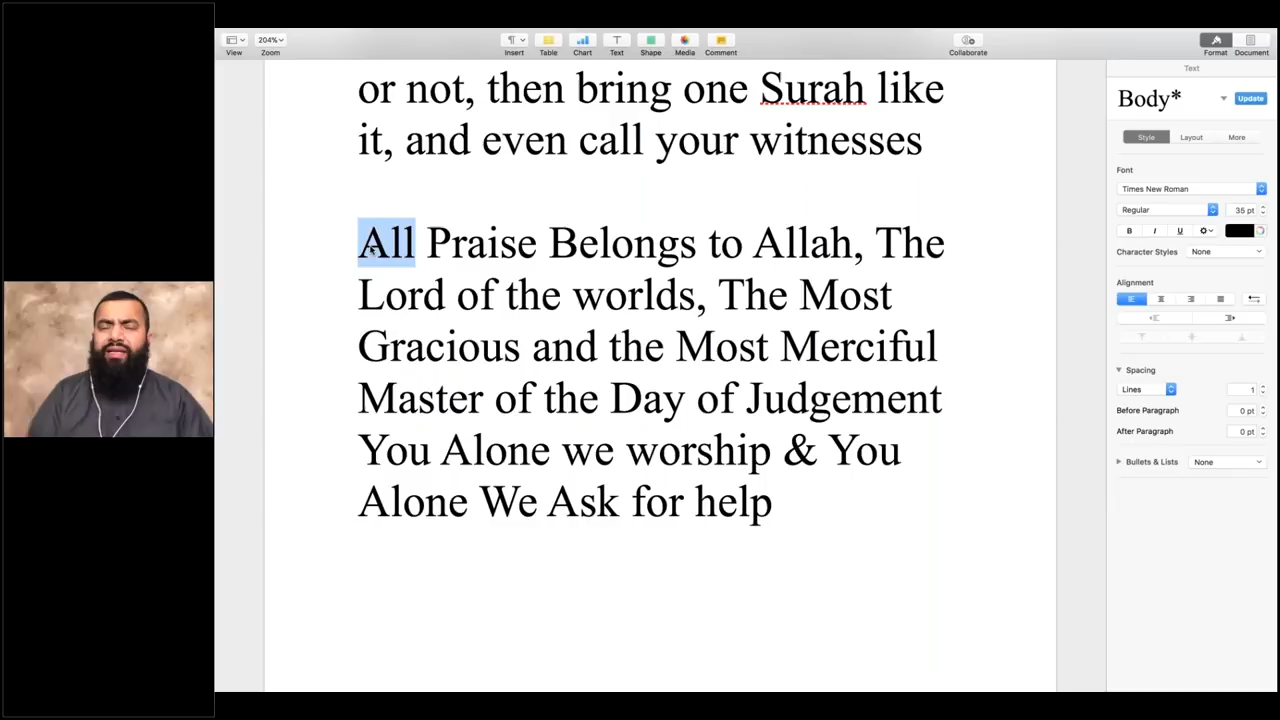 204%
View
Zoom
Insert
Table
Chart
Text
Shape
Media
Comment
Collaborate
Format
Document
or not, then bring one Surah like
it, and even call your witnesses
All Praise Belongs to Allah, The
Lord of the worlds, The Most
Gracious and the Most Merciful
Master of the Day of Judgement
You Alone we worship & You
Alone We Ask for help
Text
Body*
Update
Style
Layout
More
Font
Times New Roman
Regular
35 pt
B I U
Character Styles None
Alignment
Spacing
Lines
1
Before Paragraph 0 pt
After Paragraph 0 pt
Bullets & Lists None